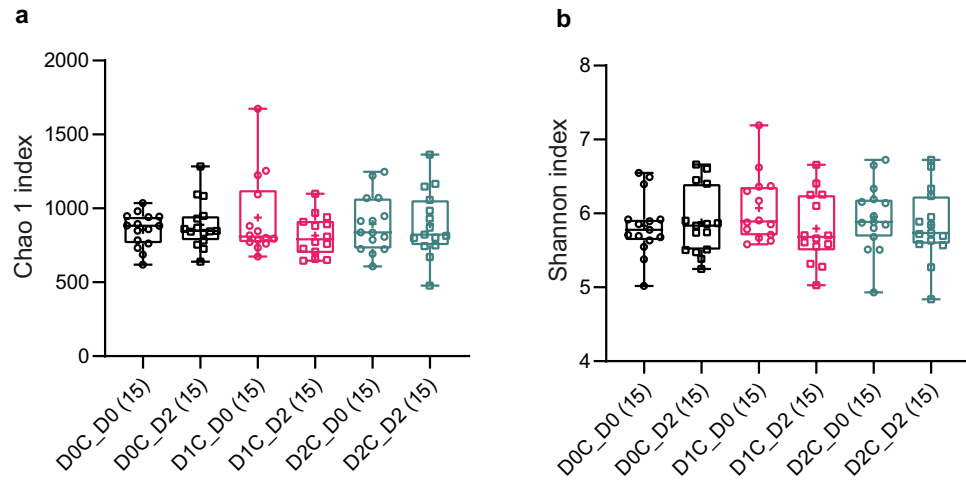 a
Chao 1 index
2000
1500
1000
500
0
D0C_D0 (15)
D0C_D2 (15)
D1C_D0 (15)
D1C_D2 (15)
D2C_D0 (15)
D2C_D2 (15)
b
Shannon index
8
7
6
5
4
D0C_D0 (15)
D0C_D2 (15)
D1C_D0 (15)
D1C_D2 (15)
D2C_D0 (15)
D2C_D2 (15)